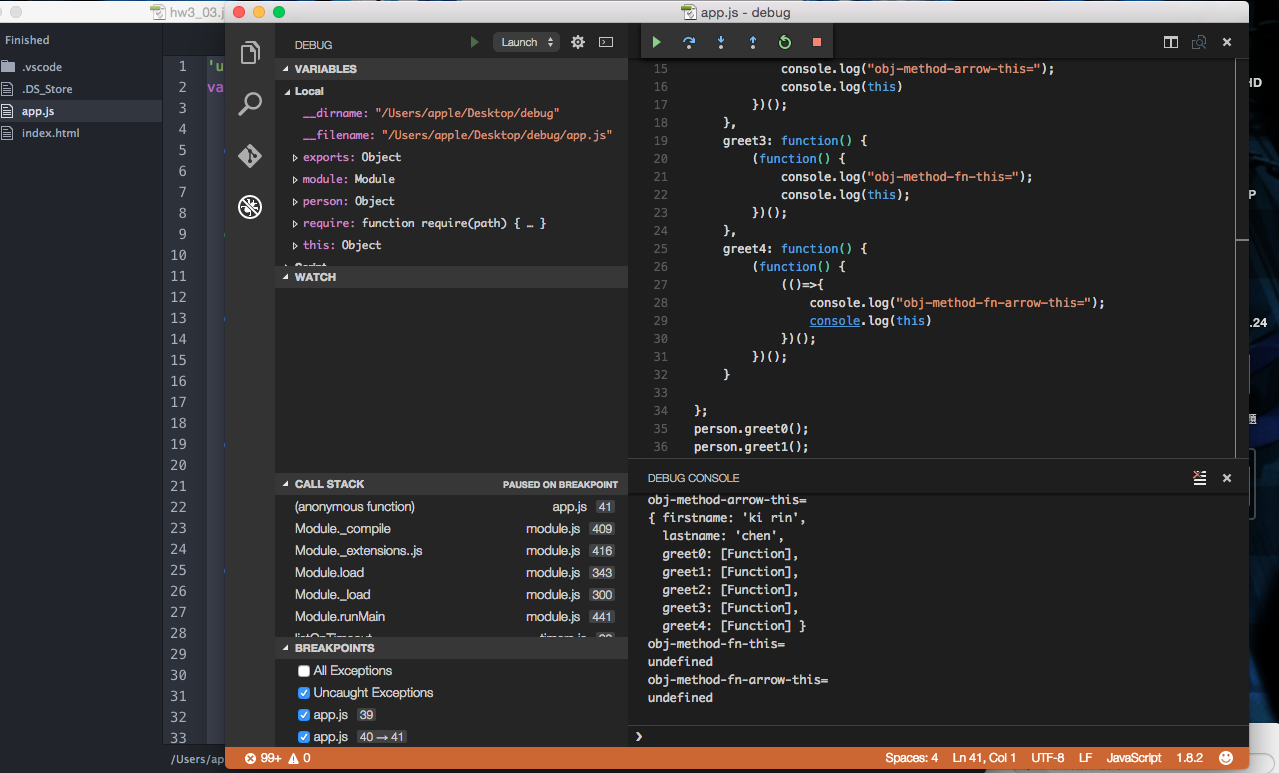 hw3_03.j
Finished
.vscode
.DS_Store
app.js
index.html
1 'u
2 va
3
4
5
6
7
8
9
10
11
12
13
14
15
16
17
18
19
20
21
22
23
24
25
26
27
28
29
30
31
32
33
/Users/ap
app.js - debug
DEBUG
Launch
VARIABLES
Local
__dirname: "/Users/apple/Desktop/debug"
__filename: "/Users/apple/Desktop/debug/app.js"
exports: Object
module: Module
person: Object
require: function require(path) { … }
this: Object
WATCH
CALL STACK PAUSED ON BREAKPOINT
(anonymous function) app.js 41
Module._compile module.js 409
Module._extensions..js module.js 416
Module.load module.js 343
Module._load module.js 300
Module.runMain module.js 441
BREAKPOINTS
All Exceptions
Uncaught Exceptions
app.js 39
app.js 40 → 41
15 console.log("obj-method-arrow-this=");
16 console.log(this)
17 })();
18 },
19 greet3: function() {
20 (function() {
21 console.log("obj-method-fn-this=");
22 console.log(this);
23 })();
24 },
25 greet4: function() {
26 (function() {
27 (()=>{
28 console.log("obj-method-fn-arrow-this=");
29 console.log(this)
30 })();
31 })();
32 }
33
34 };
35 person.greet0();
36 person.greet1();
DEBUG CONSOLE
obj-method-arrow-this=
{ firstname: 'ki rin',
lastname: 'chen',
greet0: [Function],
greet1: [Function],
greet2: [Function],
greet3: [Function],
greet4: [Function] }
obj-method-fn-this=
undefined
obj-method-fn-arrow-this=
undefined
❯
99+ 0
Spaces: 4 Ln 41, Col 1 UTF-8 LF JavaScript 1.8.2
HD
P
.24